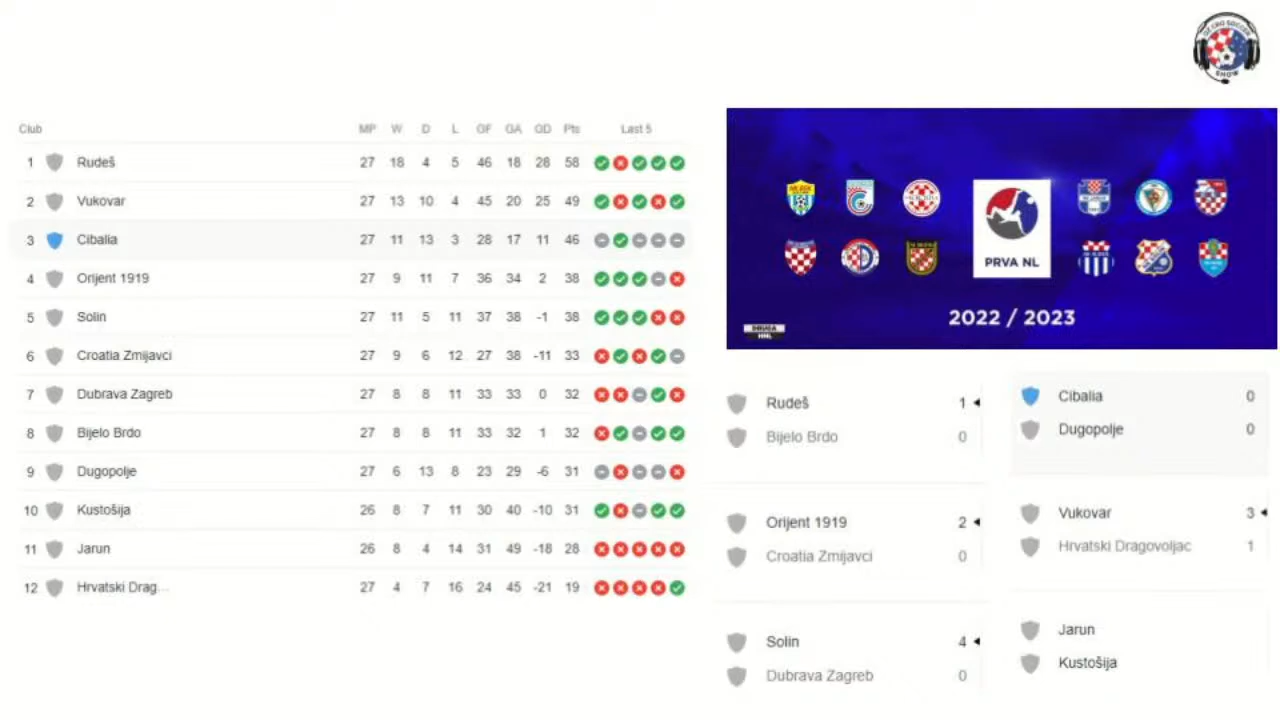 OZ CRO SOCCER
SHOW
Club MP W D L GF GA GD Pts Last 5
1 Rudeš 27 18 4 5 46 18 28 58
2 Vukovar 27 13 10 4 45 20 25 49
3 Cibalia 27 11 13 3 28 17 11 46
4 Orijent 1919 27 9 11 7 36 34 2 38
5 Solin 27 11 5 11 37 38 -1 38
6 Croatia Zmijavci 27 9 6 12 27 38 -11 33
7 Dubrava Zagreb 27 8 8 11 33 33 0 32
8 Bijelo Brdo 27 8 8 11 33 32 1 32
9 Dugopolje 27 6 13 8 23 29 -6 31
10 Kustošija 26 8 7 11 30 40 -10 31
11 Jarun 26 8 4 14 31 49 -18 28
12 Hrvatski Drag... 27 4 7 16 24 45 -21 19
PRVA NL
2022 / 2023
DRUGA
HNL
Rudeš 1
Bijelo Brdo 0
Cibalia 0
Dugopolje 0
Orijent 1919 2
Croatia Zmijavci 0
Vukovar 3
Hrvatski Dragovoljac 1
Solin 4
Dubrava Zagreb 0
Jarun
Kustošija